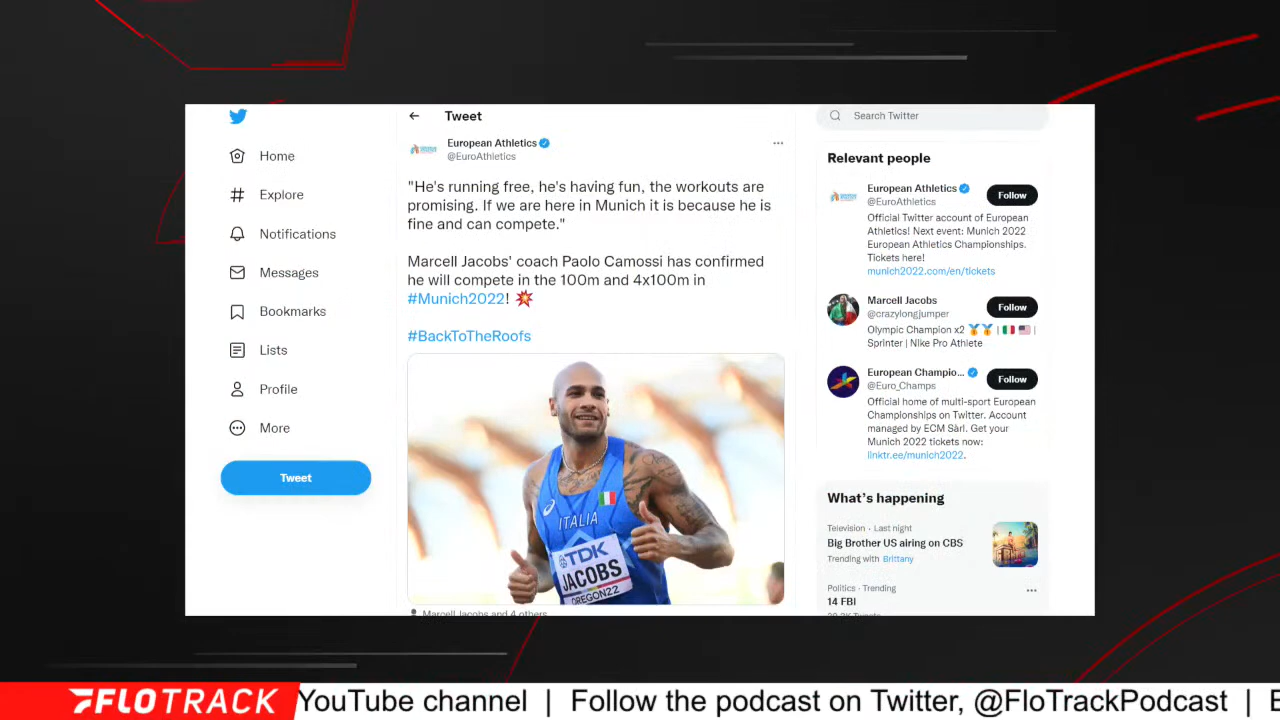 Home
Explore
Notifications
Messages
Bookmarks
Lists
Profile
More
Tweet
Tweet
European Athletics
@EuroAthletics
"He's running free, he's having fun, the workouts are
promising. If we are here in Munich it is because he is
fine and can compete."
Marcell Jacobs' coach Paolo Camossi has confirmed
he will compete in the 100m and 4x100m in
#Munich2022! 💥
#BackToTheRoofs
ITALIA
TDK
JACOBS
OREGON22
Marcell Jacobs and 4 others
Search Twitter
Relevant people
European Athletics
@EuroAthletics
Follow
Official Twitter account of European
Athletics! Next event: Munich 2022
European Athletics Championships.
Tickets here!
munich2022.com/en/tickets
Marcell Jacobs
@crazylongjumper
Follow
Olympic Champion x2 🥇🥇 | 🇮🇹 🇺🇸 |
Sprinter | Nike Pro Athlete
European Champio...
@Euro_Champs
Follow
Official home of multi-sport European
Championships on Twitter. Account
managed by ECM Sàrl. Get your
Munich 2022 tickets now:
linktr.ee/munich2022.
What's happening
Television · Last night
Big Brother US airing on CBS
Trending with Brittany
Politics · Trending
14 FBI
FLOTRACK
YouTube channel | Follow the podcast on Twitter, @FloTrackPodcast | E